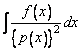 ∫ f(x) / {p(x)}² dx